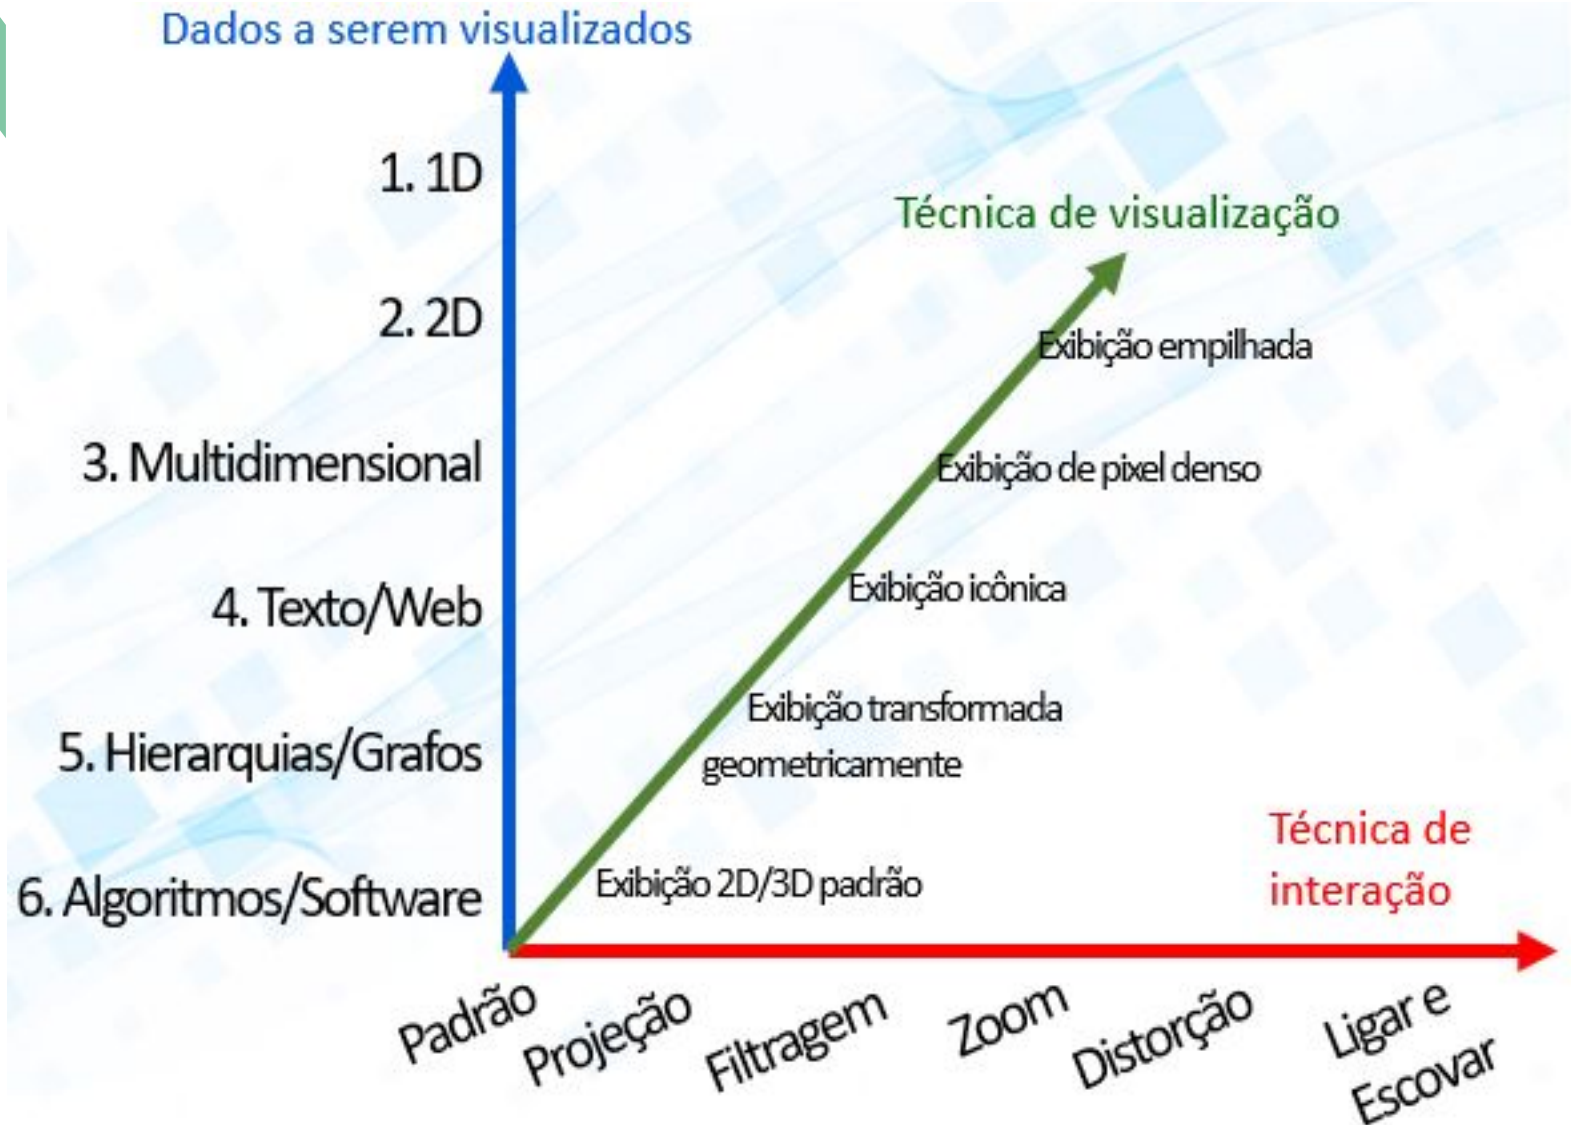 Dados a serem visualizados
1. 1D
2. 2D
3. Multidimensional
4. Texto/Web
5. Hierarquias/Grafos
6. Algoritmos/Software
Técnica de visualização
Exibição empilhada
Exibição de pixel denso
Exibição icônica
Exibição transformada
geometricamente
Exibição 2D/3D padrão
Técnica de
interação
Padrão
Projeção
Filtragem
Zoom
Distorção
Ligar e
Escovar